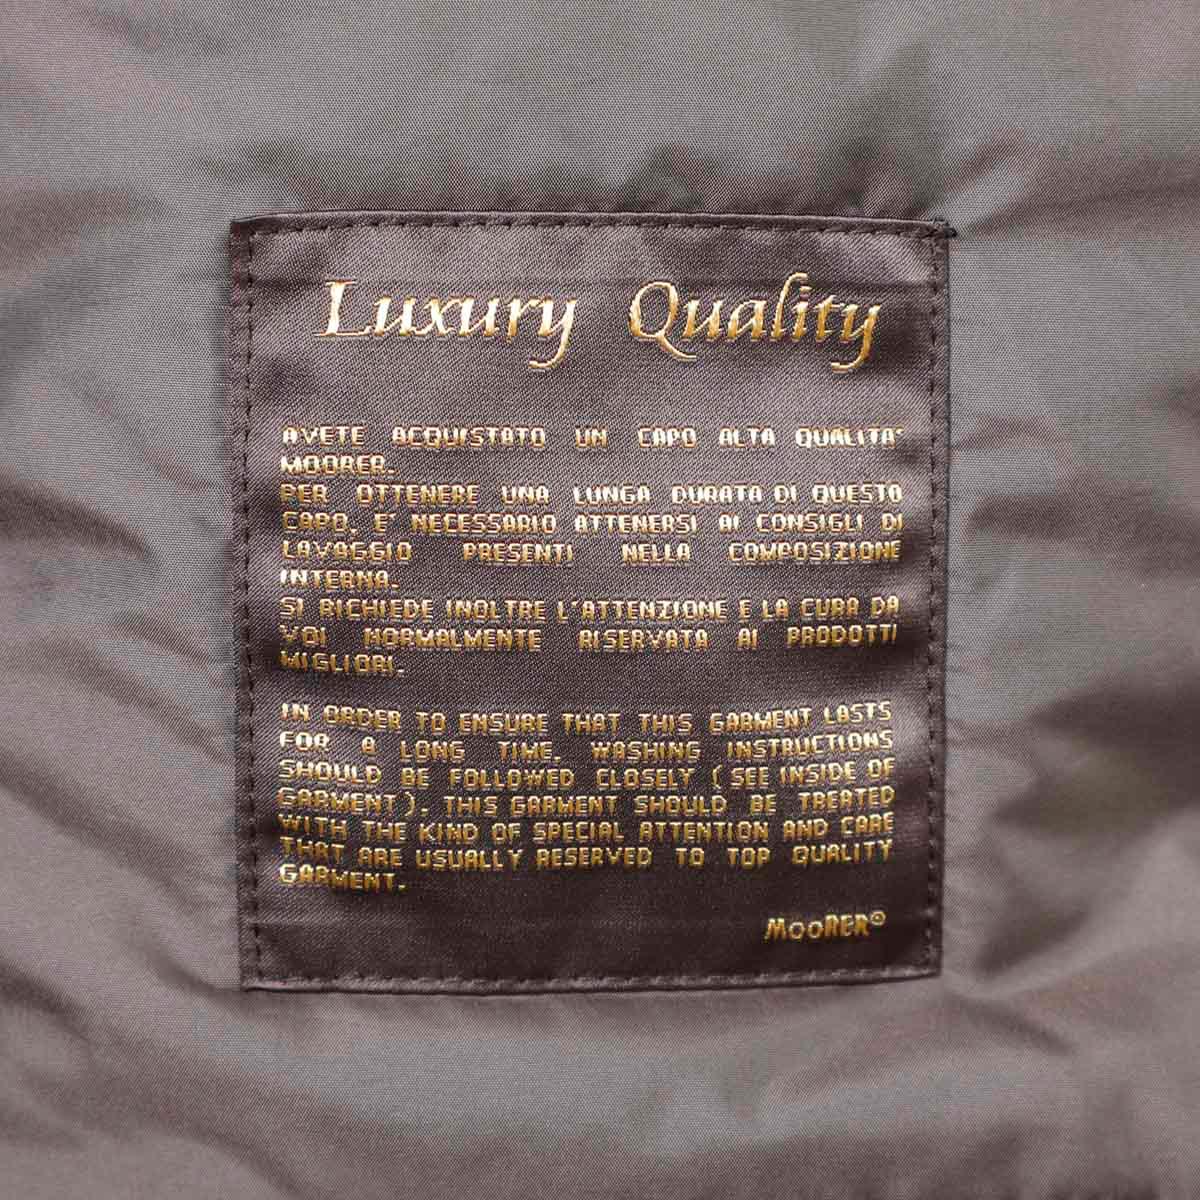 Luxury Quality
AVETE ACQUISTATO UN CAPO ALTA QUALITA'
MOORER.
PER OTTENERE UNA LUNGA DURATA DI QUESTO
CAPO, E' NECESSARIO ATTENERSI AI CONSIGLI DI
LAVAGGIO PRESENTI NELLA COMPOSIZIONE
INTERNA.
SI RICHIEDE INOLTRE L'ATTENZIONE E LA CURA DA
VOI NORMALMENTE RISERVATA AI PRODOTTI
MIGLIORI.
IN ORDER TO ENSURE THAT THIS GARMENT LASTS
FOR A LONG TIME, WASHING INSTRUCTIONS
SHOULD BE FOLLOWED CLOSELY (SEE INSIDE OF
GARMENT). THIS GARMENT SHOULD BE TREATED
WITH THE KIND OF SPECIAL ATTENTION AND CARE
THAT ARE USUALLY RESERVED TO TOP QUALITY
GARMENT.
MooRER©